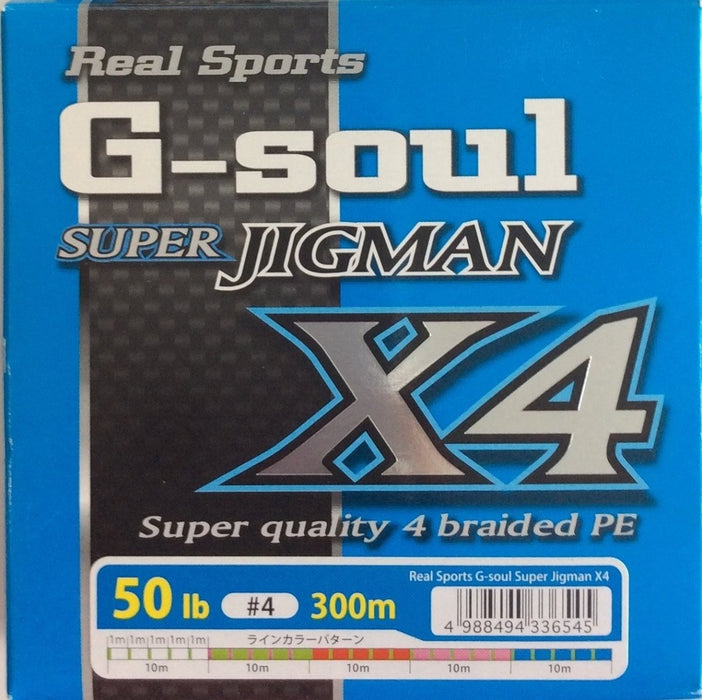 Real Sports
G-soul
SUPER JIGMAN
X4
Super quality 4 braided PE
Real Sports G-soul Super Jigman X4
50 lb #4 300m
4 988494 336545
1m 1m 1m 1m 1m ラインカラーパターン
10m 10m 10m 10m 10m